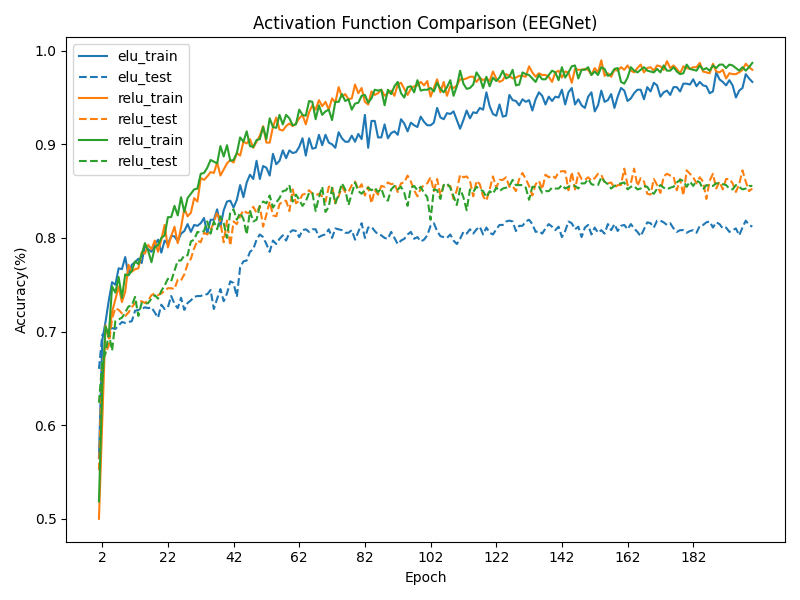 Activation Function Comparison (EEGNet)
elu_train
elu_test
relu_train
relu_test
relu_train
relu_test
Accuracy(%)
1.0
0.9
0.8
0.7
0.6
0.5
2 22 42 62 82 102 122 142 162 182
Epoch